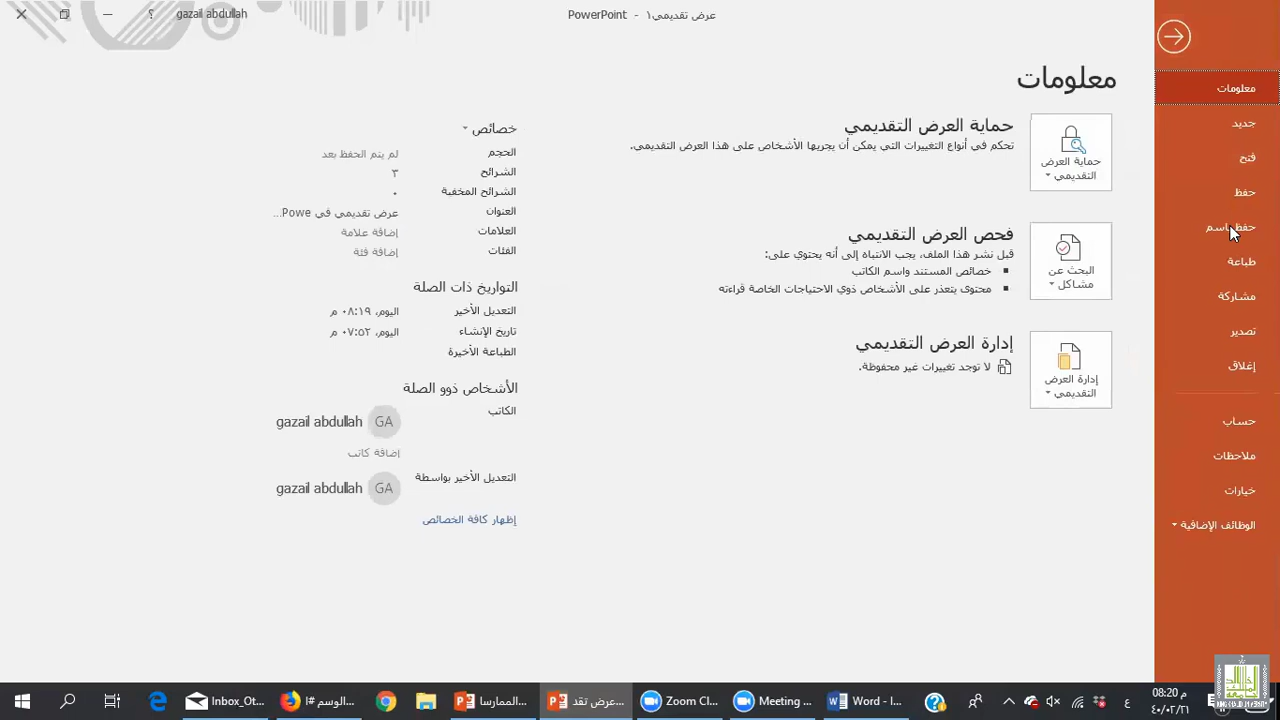 gazail abdullah
عرض تقديمي١ - PowerPoint
معلومات
جديد
فتح
حفظ
حفظ باسم
طباعة
مشاركة
تصدير
إغلاق
حساب
ملاحظات
خيارات
الوظائف الإضافية
معلومات
حماية العرض التقديمي
حماية العرض التقديمي
تحكم في أنواع التغييرات التي يمكن أن يجريها الأشخاص على هذا العرض التقديمي.
البحث عن مشاكل
فحص العرض التقديمي
قبل نشر هذا الملف، يجب الانتباه إلى أنه يحتوي على:
خصائص المستند واسم الكاتب
محتوى يتعذر على الأشخاص ذوي الاحتياجات الخاصة قراءته
إدارة العرض التقديمي
إدارة العرض التقديمي
لا توجد تغييرات غير محفوظة.
خصائص
الحجم لم يتم الحفظ بعد
الشرائح ٣
الشرائح المخفية ٠
العنوان عرض تقديمي في Powe...
العلامات إضافة علامة
الفئات إضافة فئة
التواريخ ذات الصلة
التعديل الأخير اليوم، ٠٨:١٩ م
تاريخ الإنشاء اليوم، ٠٧:٥٢ م
الطباعة الأخيرة
الأشخاص ذوو الصلة
الكاتب
GA gazail abdullah
إضافة كاتب
التعديل الأخير بواسطة
GA gazail abdullah
إظهار كافة الخصائص
Inbox_Ot...
الوسم #ا...
الممارسا...
عرض تقد...
Zoom Cl...
Meeting ...
Word - ا...
ع
08:20 م
٤٠/٠٢/٢١